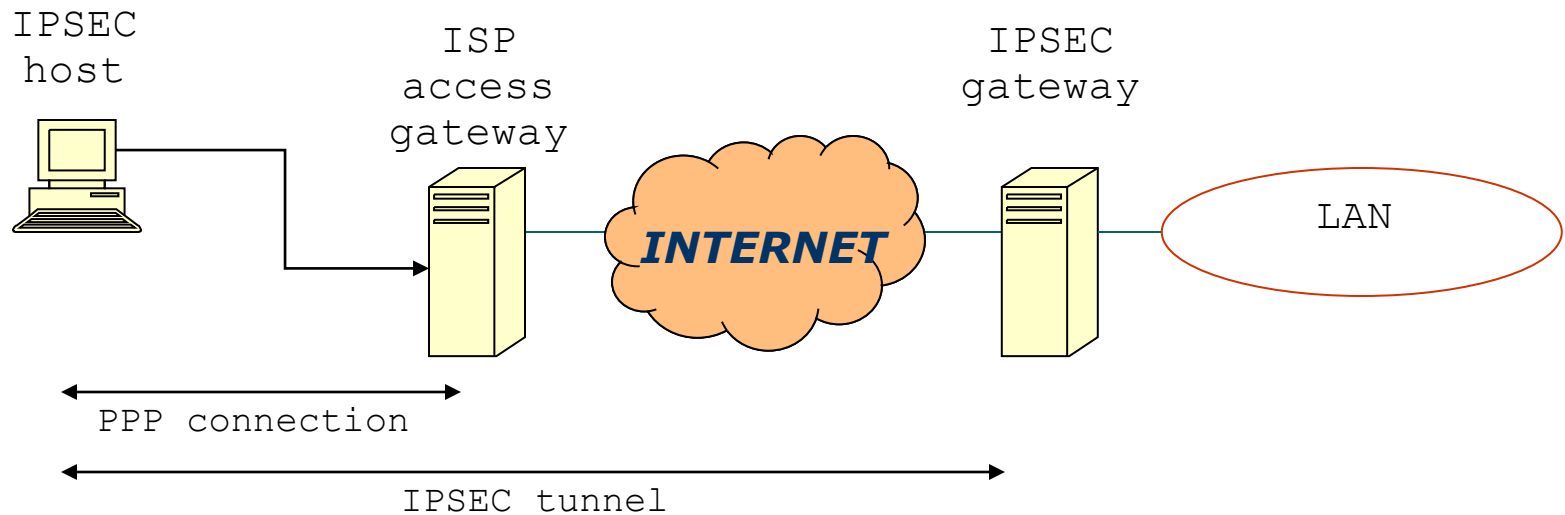 IPSEC
host
ISP
access
gateway
IPSEC
gateway
INTERNET
LAN
PPP connection
IPSEC tunnel